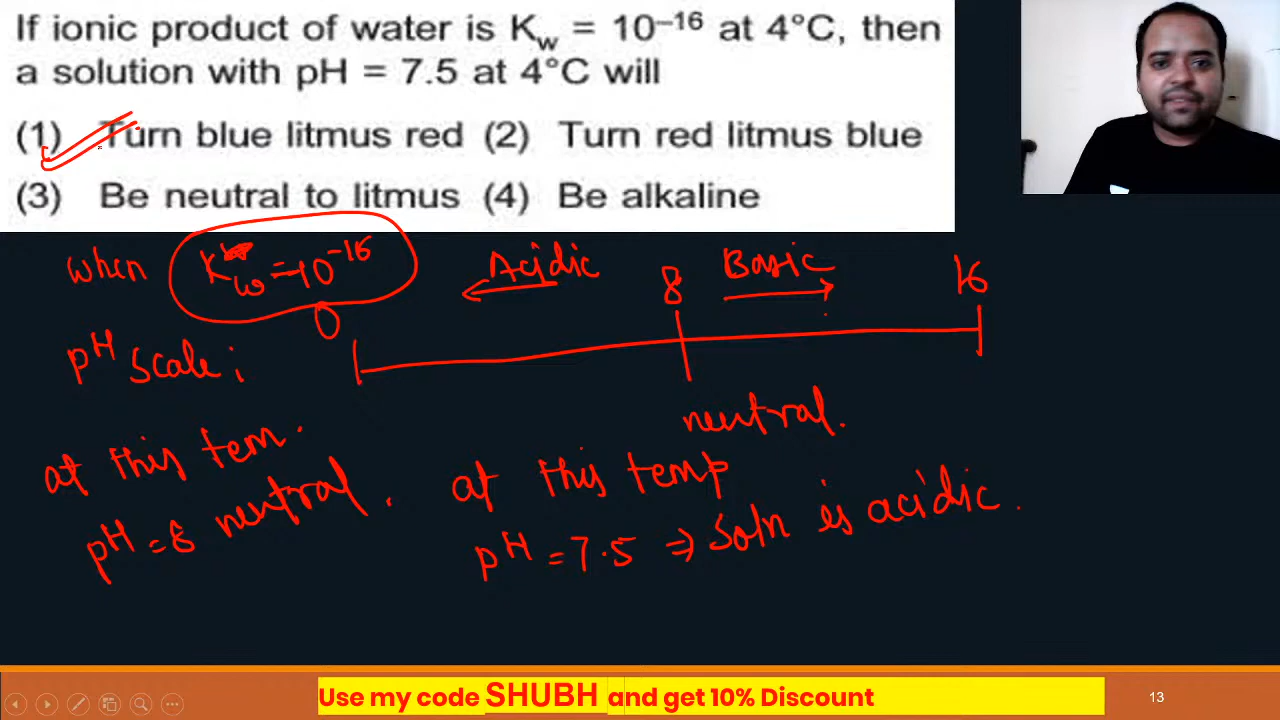 If ionic product of water is Kw = 10⁻¹⁶ at 4°C, then
a solution with pH = 7.5 at 4°C will
(1) Turn blue litmus red (2) Turn red litmus blue
(3) Be neutral to litmus (4) Be alkaline
when Kw = 10⁻¹⁶
Acidic
8
Basic
16
0
pH scale ;
neutral.
at this tem.
pH = 8 neutral.
at this temp
pH = 7.5 ⇒ Soln is acidic.
Use my code SHUBH and get 10% Discount
13